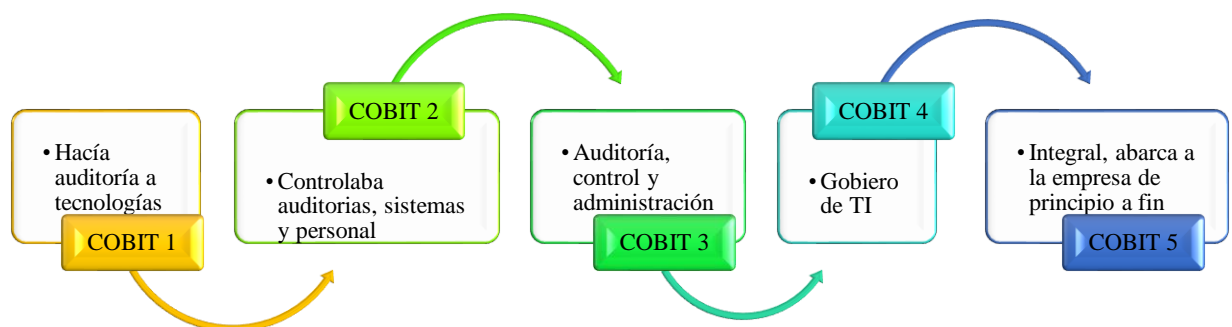 • Hacía
auditoría a
tecnologías
COBIT 1
COBIT 2
• Controlaba
auditorias, sistemas
y personal
• Auditoría,
control y
administración
COBIT 3
COBIT 4
• Gobiero
de TI
• Integral, abarca a
la empresa de
principio a fin
COBIT 5